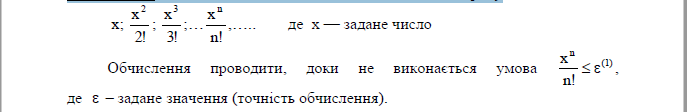 x; x²/2!; x³/3!;…xⁿ/n!,….. де х — задане число
Обчислення проводити, доки не виконається умова xⁿ/n! ≤ ε⁽¹⁾,
де ε – задане значення (точність обчислення).